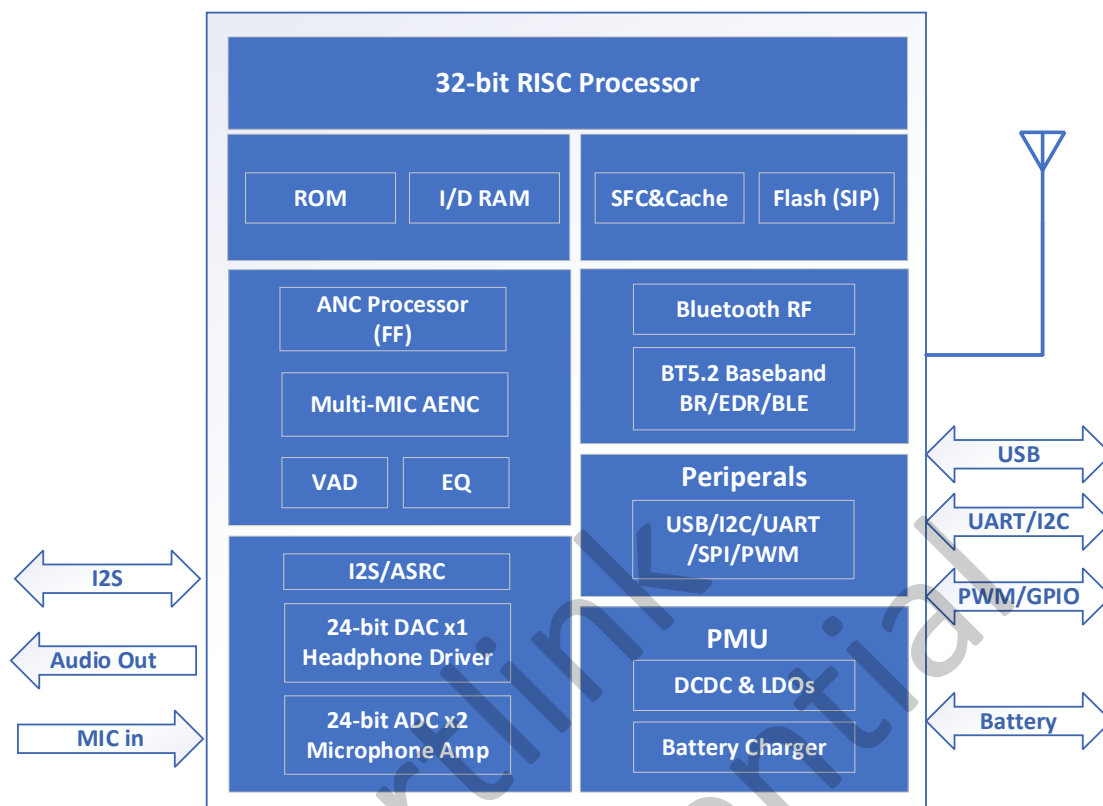 32-bit RISC Processor
ROM
I/D RAM
SFC&Cache
Flash (SIP)
ANC Processor
(FF)
Multi-MIC AENC
VAD
EQ
Bluetooth RF
BT5.2 Baseband
BR/EDR/BLE
Periperals
USB/I2C/UART
/SPI/PWM
I2S/ASRC
24-bit DAC x1
Headphone Driver
24-bit ADC x2
Microphone Amp
PMU
DCDC & LDOs
Battery Charger
I2S
Audio Out
MIC in
USB
UART/I2C
PWM/GPIO
Battery